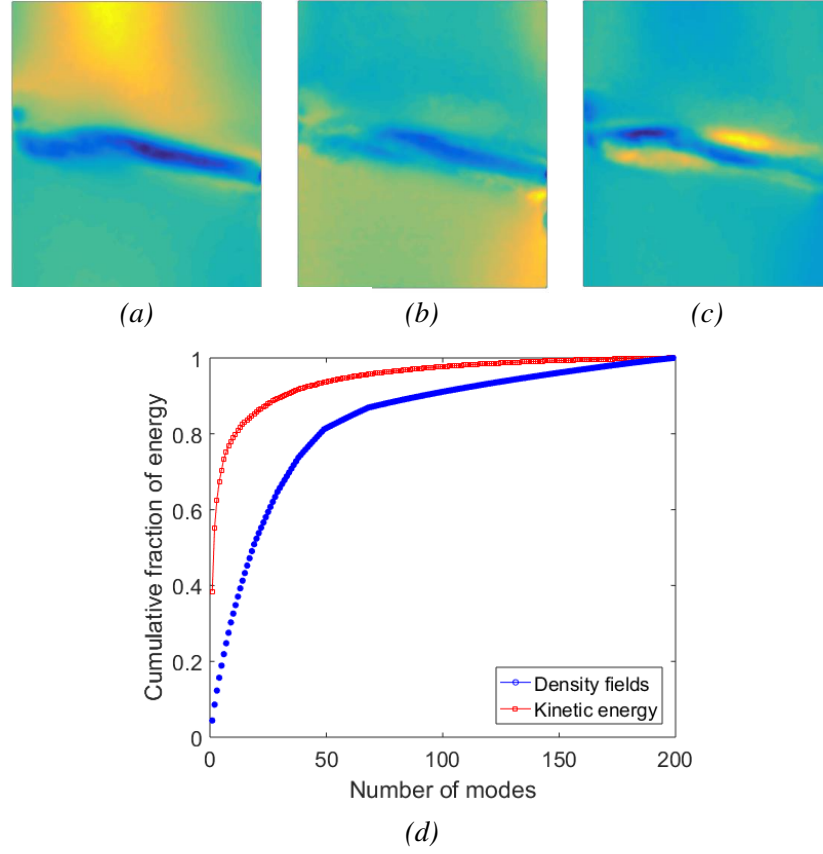 (a)
(b)
(c)
1
0.8
0.6
0.4
0.2
0
Cumulative fraction of energy
Density fields
Kinetic energy
0 50 100 150 200
Number of modes
(d)